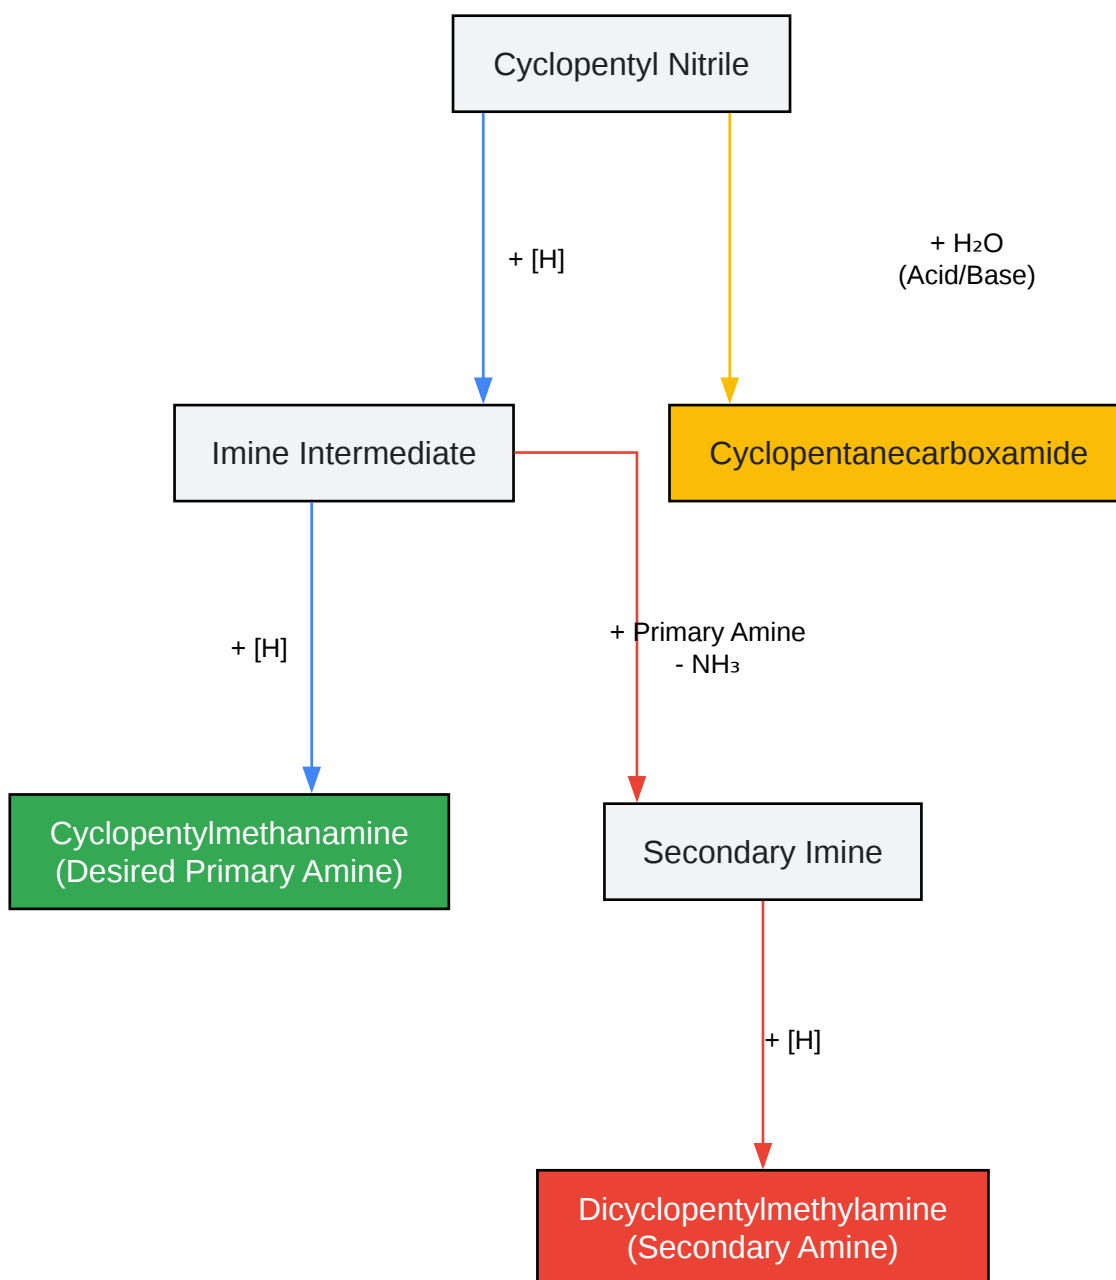 Cyclopentyl Nitrile
+ H₂O
(Acid/Base)
+ [H]
Imine Intermediate
Cyclopentanecarboxamide
+ Primary Amine
- NH₃
+ [H]
Cyclopentylmethanamine
(Desired Primary Amine)
Secondary Imine
+ [H]
Dicyclopentylmethylamine
(Secondary Amine)